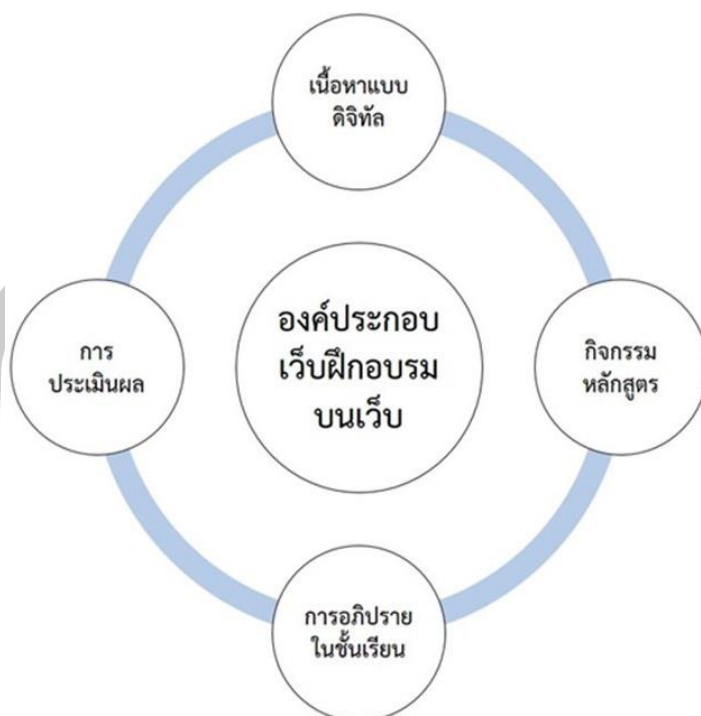 เนื้อหาแบบ
ดิจิทัล
องค์ประกอบ
เว็บฝึกอบรม
บนเว็บ
การ
ประเมินผล
กิจกรรม
หลักสูตร
การอภิปราย
ในชั้นเรียน